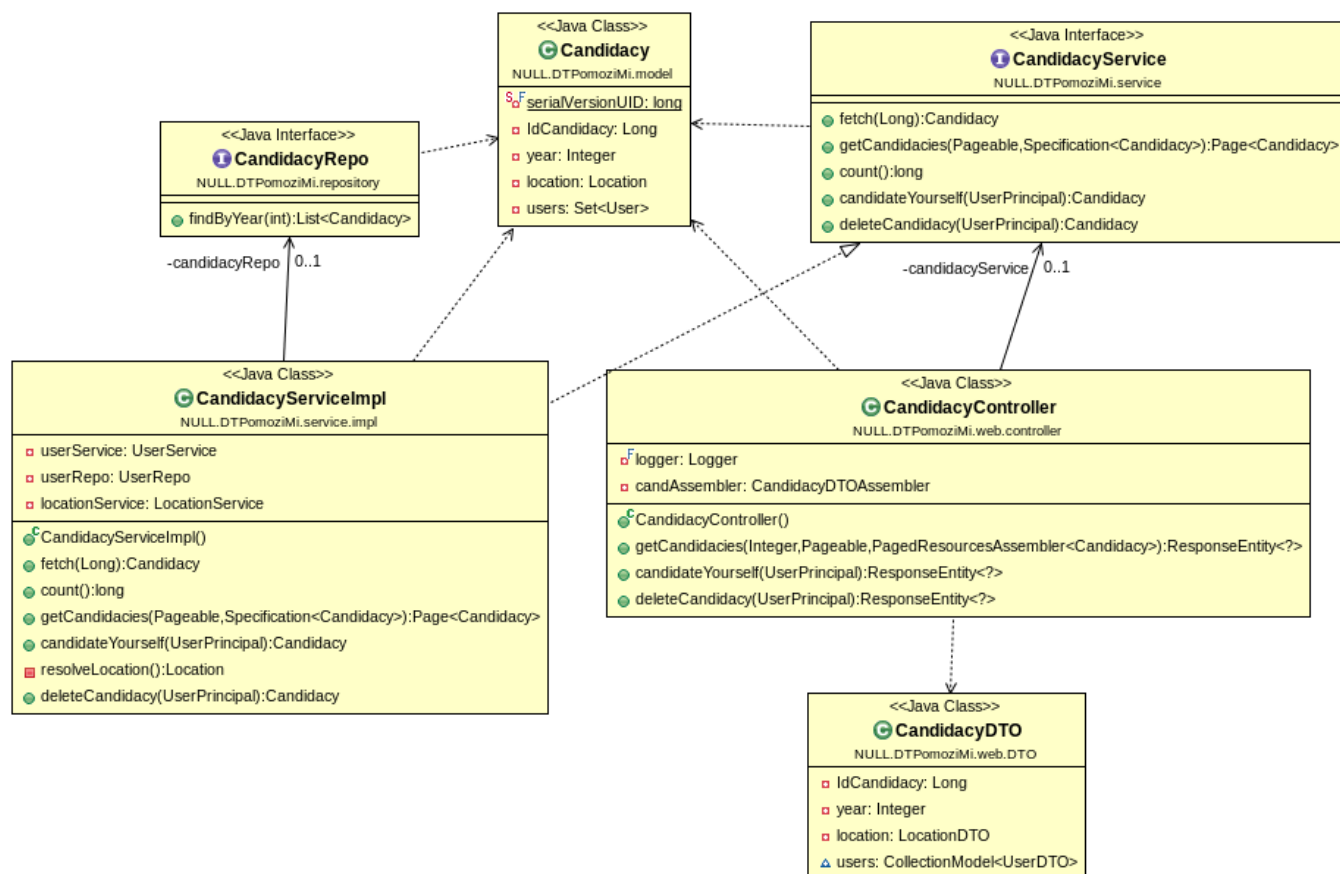 <<Java Class>>
Candidacy
NULL.DTPomoziMi.model
serialVersionUID: long
IdCandidacy: Long
year: Integer
location: Location
users: Set<User>
<<Java Interface>>
CandidacyService
NULL.DTPomoziMi.service
fetch(Long):Candidacy
getCandidacies(Pageable,Specification<Candidacy>):Page<Candidacy>
count():long
candidateYourself(UserPrincipal):Candidacy
deleteCandidacy(UserPrincipal):Candidacy
<<Java Interface>>
CandidacyRepo
NULL.DTPomoziMi.repository
findByYear(int):List<Candidacy>
-candidacyRepo 0..1
-candidacyService 0..1
<<Java Class>>
CandidacyServiceImpl
NULL.DTPomoziMi.service.impl
userService: UserService
userRepo: UserRepo
locationService: LocationService
CandidacyServiceImpl()
fetch(Long):Candidacy
count():long
getCandidacies(Pageable,Specification<Candidacy>):Page<Candidacy>
candidateYourself(UserPrincipal):Candidacy
resolveLocation():Location
deleteCandidacy(UserPrincipal):Candidacy
<<Java Class>>
CandidacyController
NULL.DTPomoziMi.web.controller
logger: Logger
candAssembler: CandidacyDTOAssembler
CandidacyController()
getCandidacies(Integer,Pageable,PagedResourcesAssembler<Candidacy>):ResponseEntity<?>
candidateYourself(UserPrincipal):ResponseEntity<?>
deleteCandidacy(UserPrincipal):ResponseEntity<?>
<<Java Class>>
CandidacyDTO
NULL.DTPomoziMi.web.DTO
IdCandidacy: Long
year: Integer
location: LocationDTO
users: CollectionModel<UserDTO>